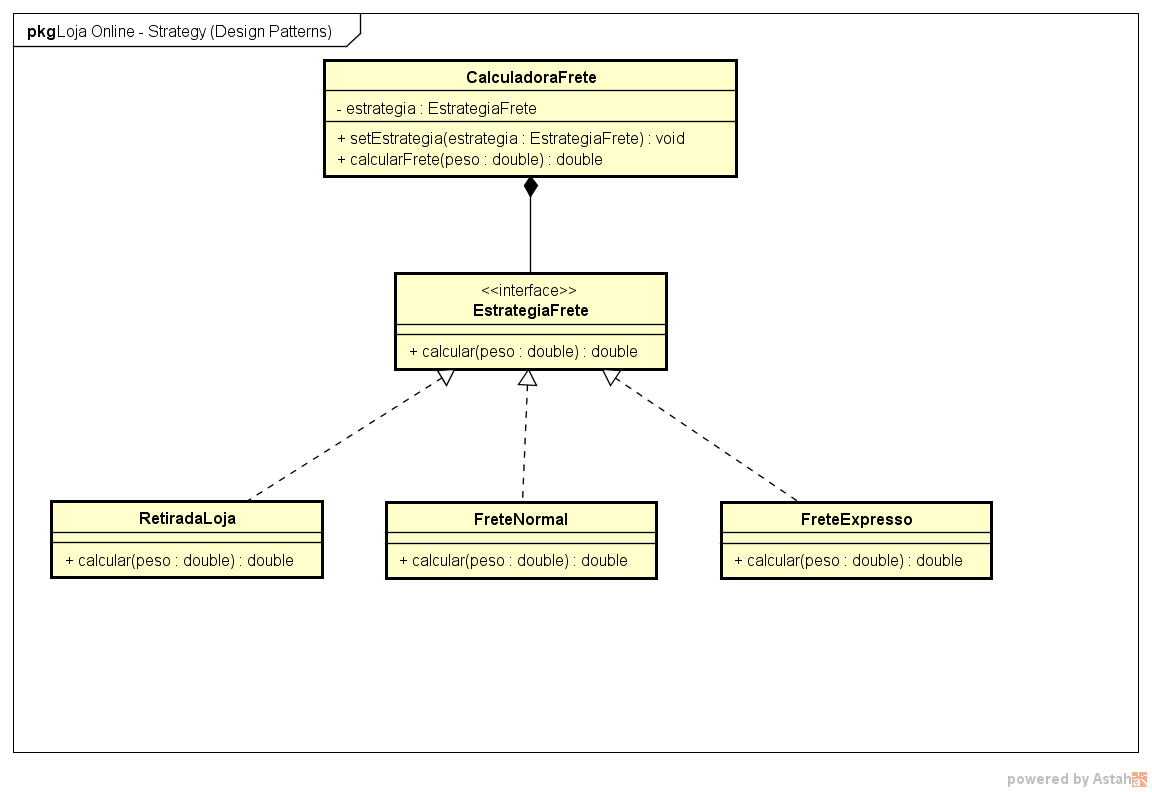 pkgLoja Online - Strategy (Design Patterns)
CalculadoraFrete
- estrategia : EstrategiaFrete
+ setEstrategia(estrategia : EstrategiaFrete) : void
+ calcularFrete(peso : double) : double
<<interface>>
EstrategiaFrete
+ calcular(peso : double) : double
RetiradaLoja
+ calcular(peso : double) : double
FreteNormal
+ calcular(peso : double) : double
FreteExpresso
+ calcular(peso : double) : double
powered by Astah